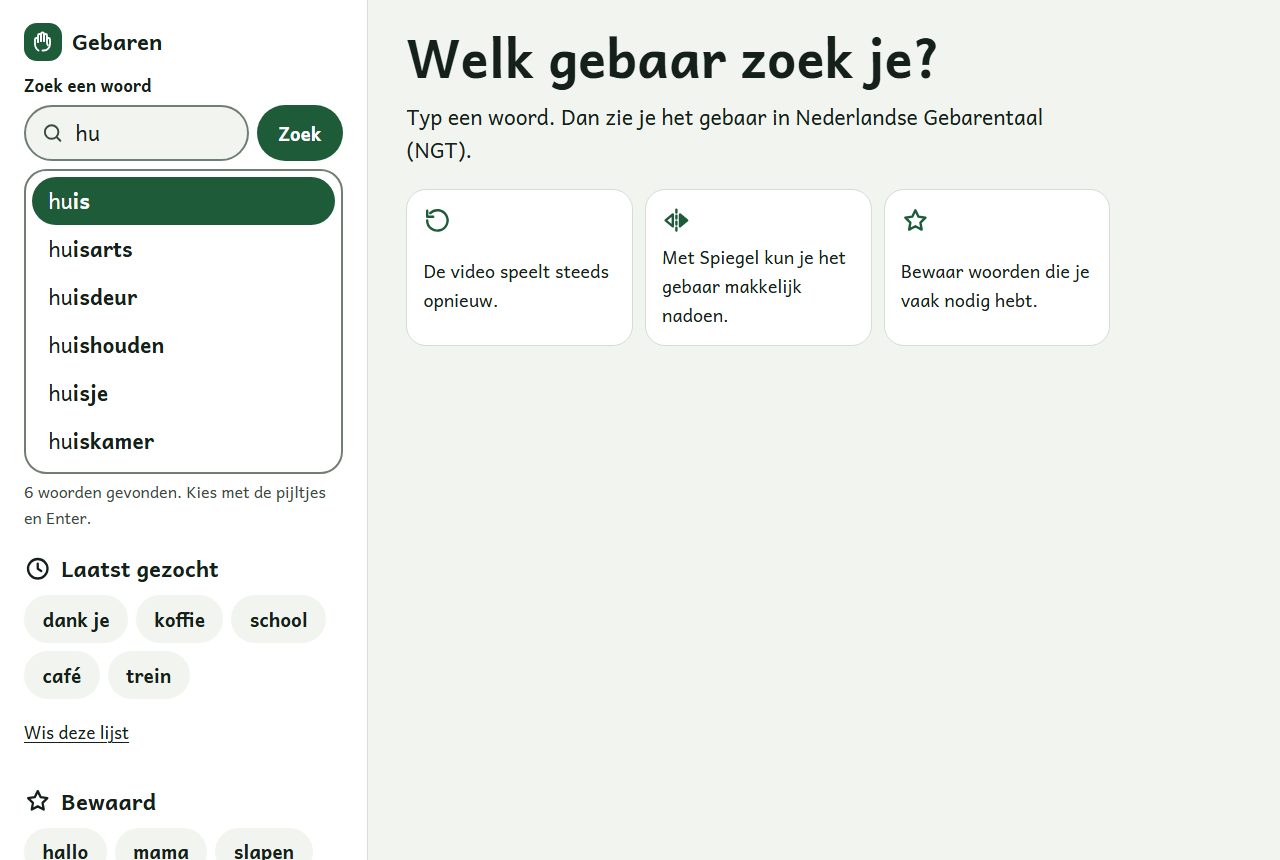 Gebaren
Zoek een woord
hu
Zoek
huis
huisarts
huisdeur
huishouden
huisje
huiskamer
6 woorden gevonden. Kies met de pijltjes
en Enter.
Laatst gezocht
dank je
koffie
school
café
trein
Wis deze lijst
Bewaard
hallo
mama
slapen
Welk gebaar zoek je?
Typ een woord. Dan zie je het gebaar in Nederlandse Gebarentaal
(NGT).
De video speelt steeds
opnieuw.
Met Spiegel kun je het
gebaar makkelijk
nadoen.
Bewaar woorden die je
vaak nodig hebt.